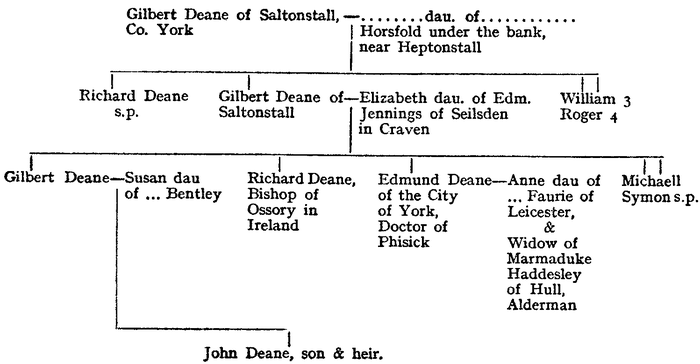 Gilbert Deane of Saltonstall, —.........dau. of............
Co. York
Horsfold under the bank,
near Heptonstall
Richard Deane
s.p.
Gilbert Deane of—Elizabeth dau. of Edm.
Saltonstall
Jennings of Seilsden
in Craven
William 3
Roger 4
Gilbert Deane—Susan dau
of ... Bentley
Richard Deane,
Bishop of
Ossory in
Ireland
Edmund Deane—Anne dau of
of the City
of York,
Doctor of
Phisick
... Faurie of
Leicester,
&
Widow of
Marmaduke
Haddesley
of Hull,
Alderman
Michaell
Symon s.p.
John Deane, son & heir.